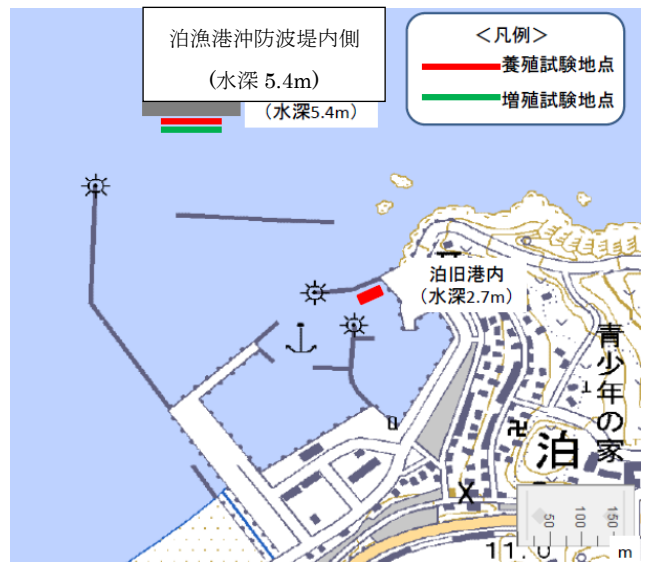 泊漁港沖防波堤内側
(水深 5.4m)
(水深5.4m)
＜凡例＞
養殖試験地点
増殖試験地点
泊旧港内
(水深2.7m)
青少年の家
卍
泊
X
50
100
150
m